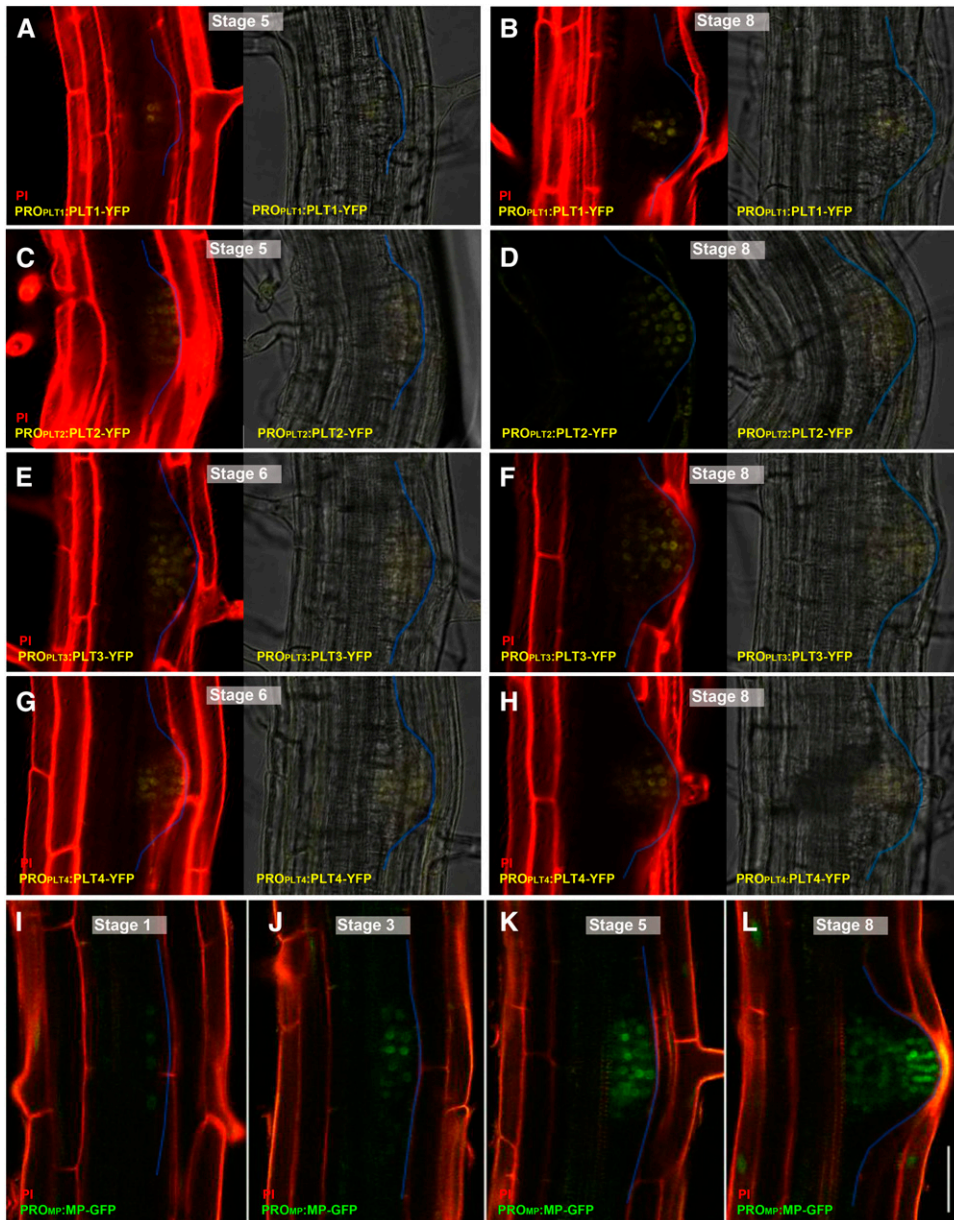 A
Stage 5
PI
PROPLT1:PLT1-YFP
PROPLT1:PLT1-YFP
B
Stage 8
PI
PROPLT1:PLT1-YFP
PROPLT1:PLT1-YFP
C
Stage 5
PI
PROPLT2:PLT2-YFP
PROPLT2:PLT2-YFP
D
Stage 8
PROPLT2:PLT2-YFP
PROPLT2:PLT2-YFP
E
Stage 6
PI
PROPLT3:PLT3-YFP
PROPLT3:PLT3-YFP
F
Stage 8
PI
PROPLT3:PLT3-YFP
PROPLT3:PLT3-YFP
G
Stage 6
PI
PROPLT4:PLT4-YFP
PROPLT4:PLT4-YFP
H
Stage 8
PI
PROPLT4:PLT4-YFP
PROPLT4:PLT4-YFP
I
Stage 1
PI
PROMP:MP-GFP
J
Stage 3
PI
PROMP:MP-GFP
K
Stage 5
PI
PROMP:MP-GFP
L
Stage 8
PI
PROMP:MP-GFP